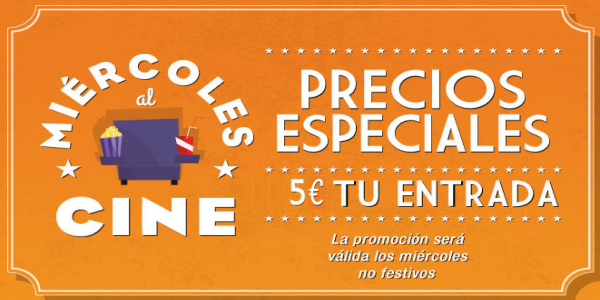 MIÉRCOLES
al
CINE
PRECIOS
ESPECIALES
5€ TU ENTRADA
La promoción será
válida los miércoles
no festivos